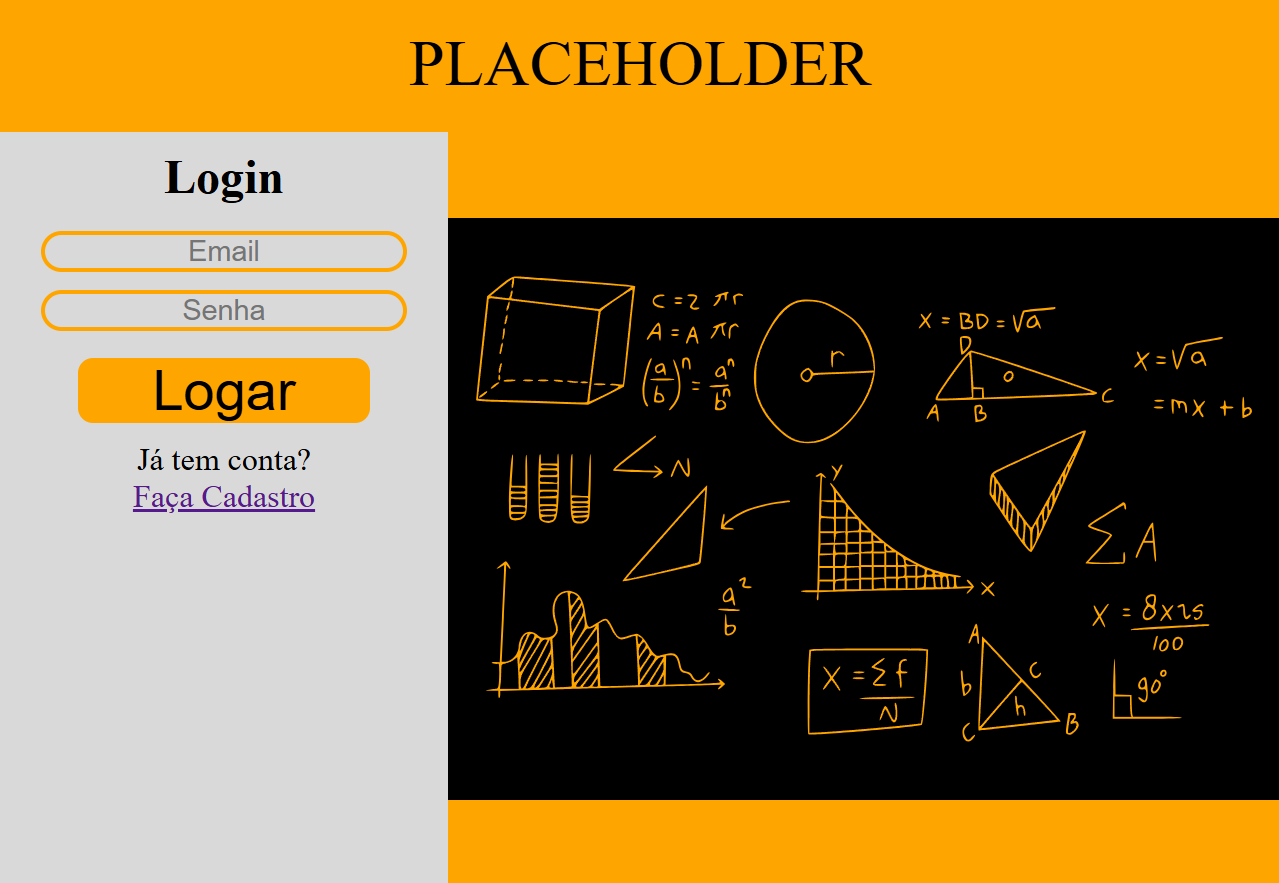 PLACEHOLDER
Login
Email
Senha
Logar
Já tem conta?
Faça Cadastro
C = 2 πr
A = A πr
(a/b)ⁿ = aⁿ/bⁿ
r
X = BD = √a
D
o
A
B
C
X = √a
= mx + b
N
Y
X
∑ A
a²/b
X = 8x25/100
X = ∑f/N
A
b
C
h
C
B
90°